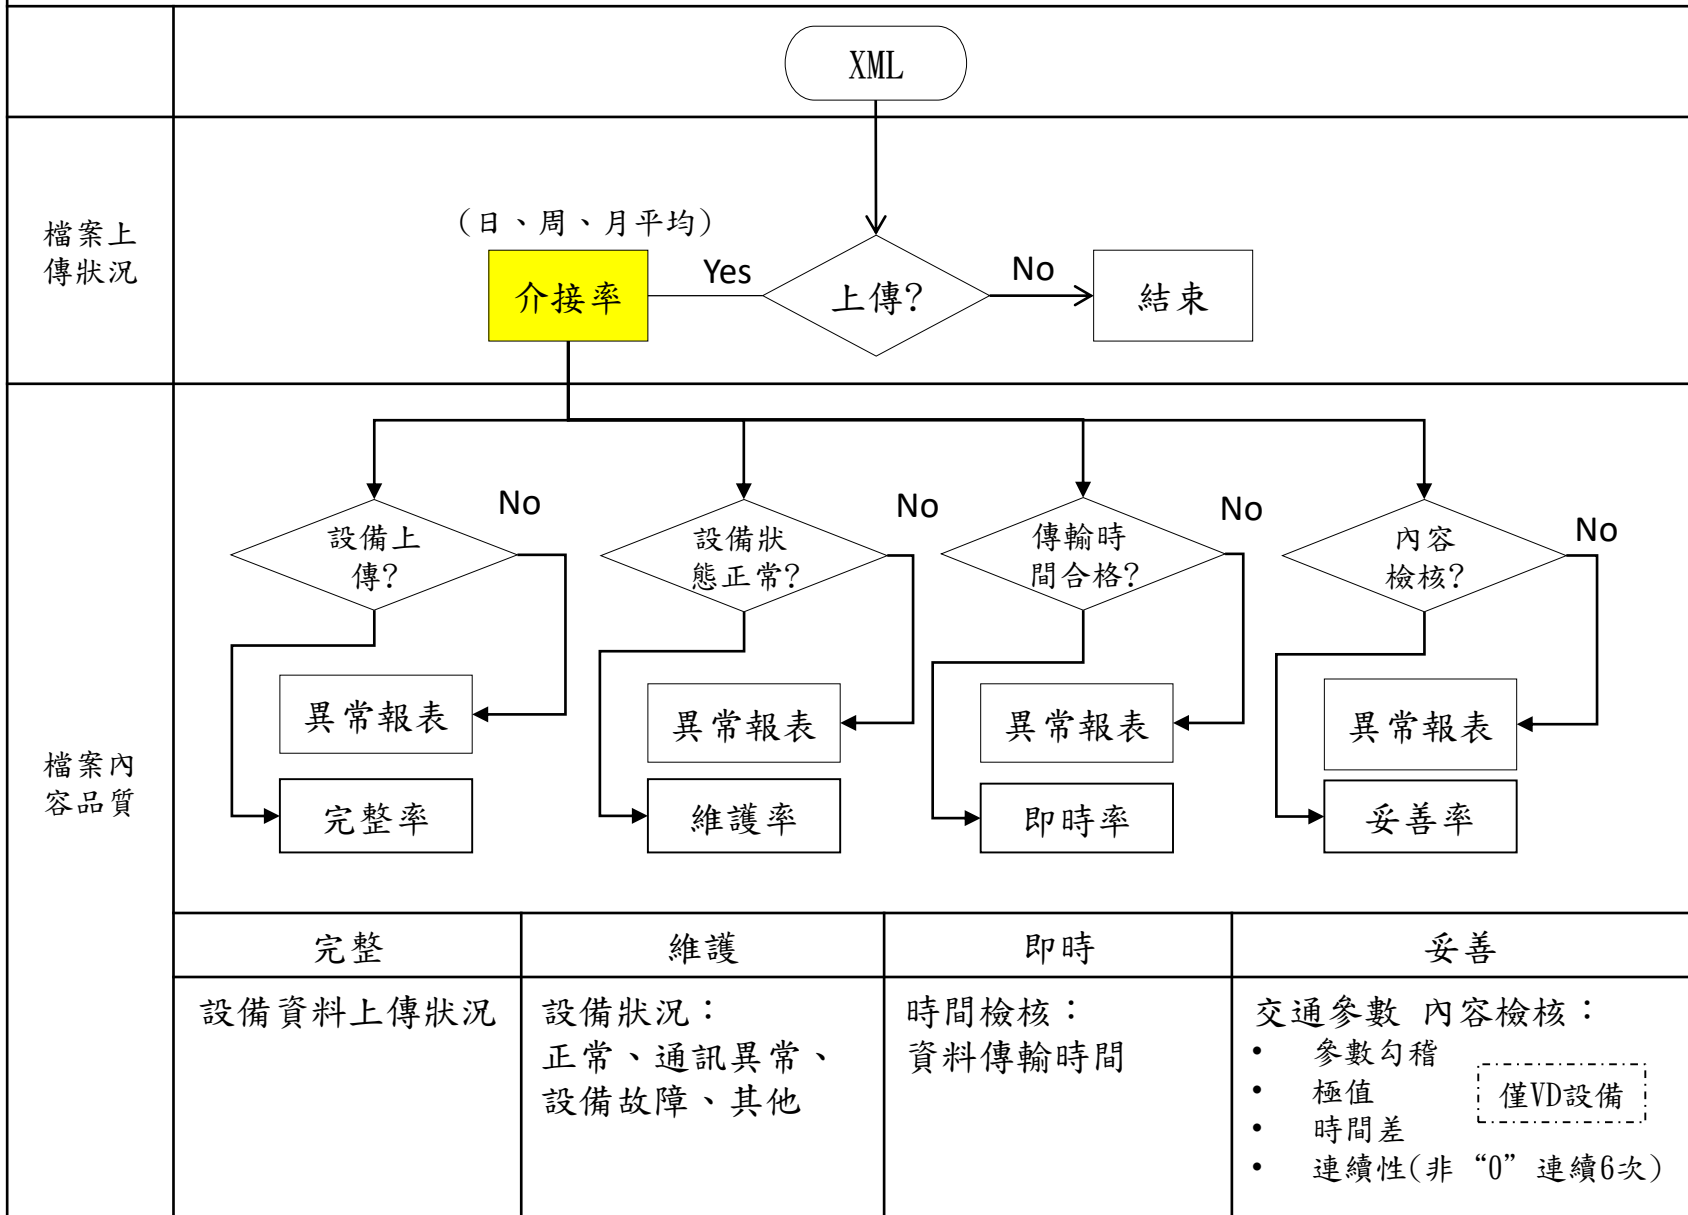 XML
檔案上
傳狀況
(日、周、月平均)
介接率
Yes
上傳?
No
結束
檔案內
容品質
設備上
傳?
No
設備狀
態正常?
No
傳輸時
間合格?
No
內容
檢核?
No
異常報表
異常報表
異常報表
異常報表
完整率
維護率
即時率
妥善率
完整
維護
即時
妥善
設備資料上傳狀況
設備狀況：
正常、通訊異常、
設備故障、其他
時間檢核：
資料傳輸時間
交通參數 內容檢核：
• 參數勾稽
• 極值
• 時間差
• 連續性(非“0”連續6次)
僅VD設備